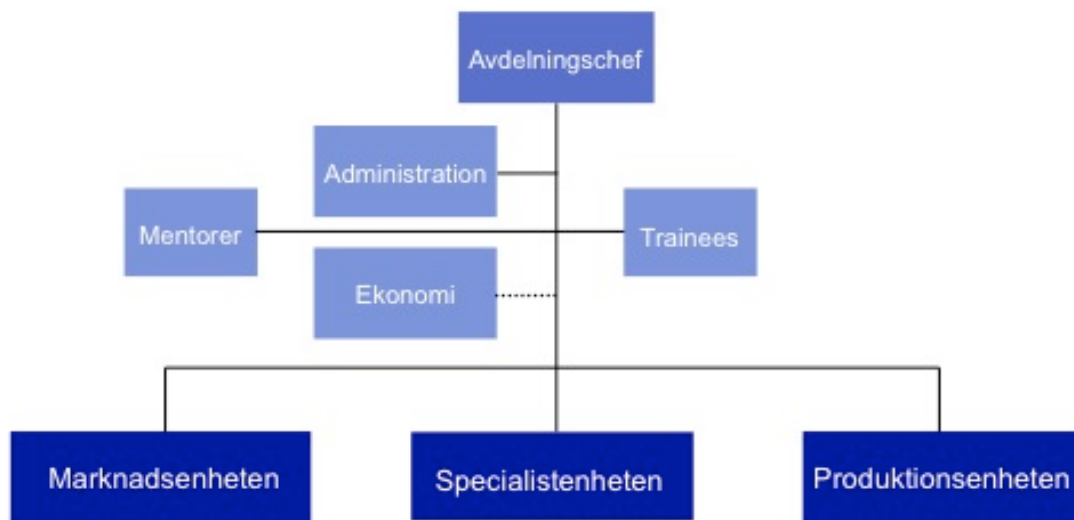 Avdelningschef
Administration
Mentorer
Trainees
Ekonomi
Marknadsenheten
Specialistenheten
Produktionsenheten